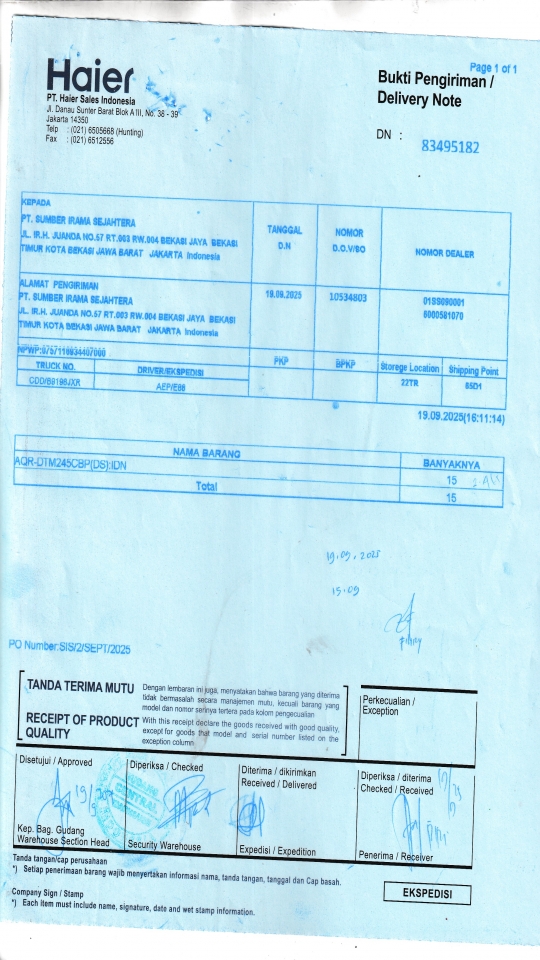 Page 1 of 1
Haier
PT. Haier Sales Indonesia
Jl. Danau Sunter Barat Blok A III, No. 38 - 39
Jakarta 14350
Telp : (021) 6505668 (Hunting)
Fax : (021) 6512556
Bukti Pengiriman /
Delivery Note
DN : 83495182
KEPADA
PT. SUMBER IRAMA SEJAHTERA
JL. IR.H. JUANDA NO.57 RT.003 RW.004 BEKASI JAYA BEKASI
TIMUR KOTA BEKASI JAWA BARAT JAKARTA Indonesia
TANGGAL
D.N
NOMOR
D.O.V/SO
NOMOR DEALER
ALAMAT PENGIRIMAN
PT. SUMBER IRAMA SEJAHTERA
JL. IR.H. JUANDA NO.57 RT.003 RW.004 BEKASI JAYA BEKASI
TIMUR KOTA BEKASI JAWA BARAT JAKARTA Indonesia
19.09.2025
10534803
01SS090001
6000581070
TRUCK NO.
DRIVER/EKSPEDISI
PKP
BPKP
Storege Location
Shipping Point
22TR
85D1
19.09.2025(16:11:14)
NAMA BARANG
BANYAKNYA
AQR-DTM245CBP(DS):IDN
15
Total
15
19.09.2025
15.09
PO Number:SIS/2/SEPT/2025
TANDA TERIMA MUTU
Dengan lembaran ini juga, menyatakan bahwa barang yang diterima
tidak bermasalah secara manajemen mutu, kecuali barang yang
model dan nomor serinya tertera pada kolom pengecualian
RECEIPT OF PRODUCT
QUALITY
With this receipt declare the goods received with good quality,
except for goods that model and serial number listed on the
exception column
Perkecualian /
Exception
Disetujui / Approved
Diperiksa / Checked
Diterima / dikirimkan
Received / Delivered
Diperiksa / diterima
Checked / Received
Kep. Bag. Gudang
Warehouse Section Head
Security Warehouse
Expedisi / Expedition
Penerima / Receiver
Tanda tangan/cap perusahaan
*) Setiap penerimaan barang wajib menyertakan informasi nama, tanda tangan, tanggal dan Cap basah.
Company Sign / Stamp
*) Each item must include name, signature, date and wet stamp information.
EKSPEDISI